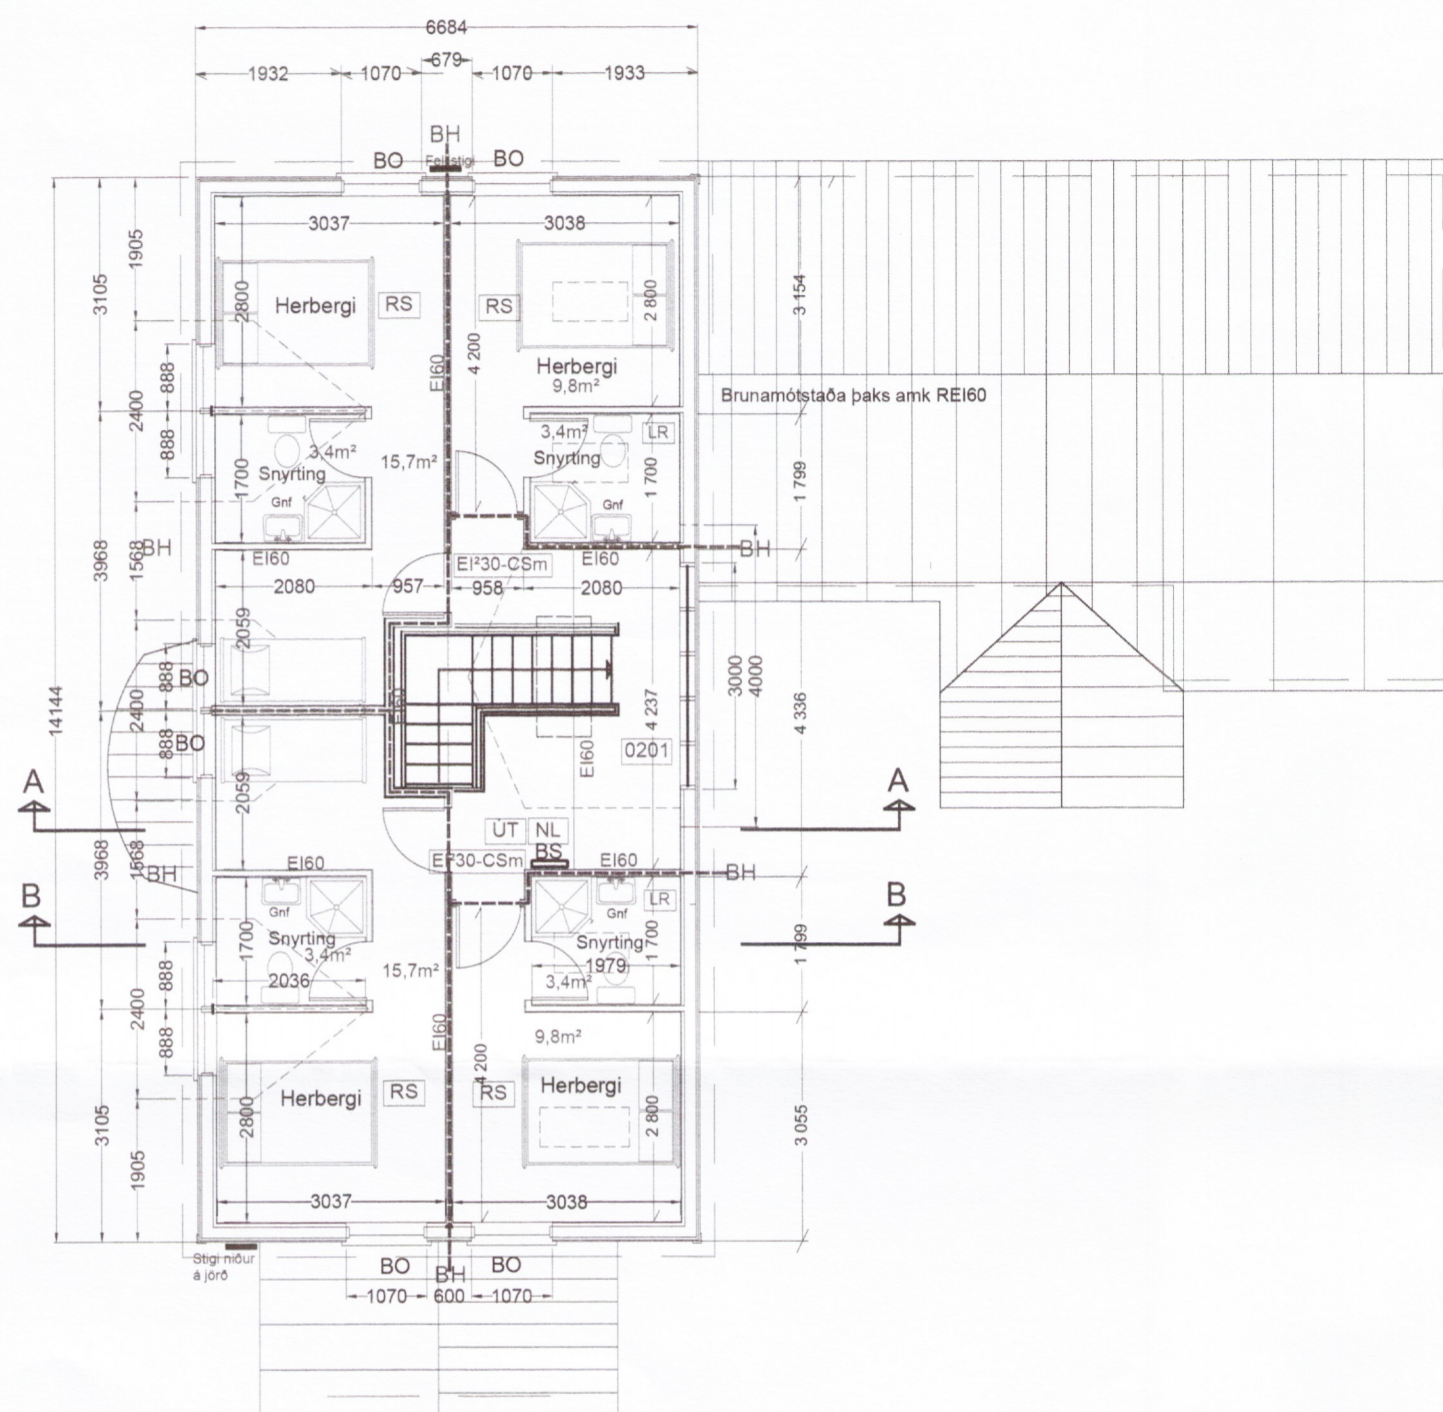 6684
679
1932 1070 1070 1933
BH
BO BO
3037 3038
1905
3105
2800
Herbergi RS RS
2 800
3 154
4 200
EI60
Herbergi
9,8m²
888
2400
888
Brunamótstaða þaks amk REI60
3,4m² LR
3,4m² 15,7m² Snyrting
Snyrting
1700
1 700
1 799
Gnf Gnf
3968
1568
BH BH
EI60 EI²30-CSm EI60
2080 957 958 2080
2059
3000
4000
888
BO
14144
2400
4 237
4 336
BO
888
EI60
0201
2059
A A
ÚT NL
BS
EI60 EI²30-CSm EI60
3968
1568
BH BH
B B
Gnf Gnf LR
Snyrting Snyrting
3,4m² 15,7m² 1979
1700
1 700
1 799
2036 3,4m²
888
2400
888
EI60
9,8m²
4 200
Herbergi RS RS Herbergi
2800
2 800
3105
3 055
1905
3037 3038
Stigi niður
á jörð
BO BH BO
1070 600 1070